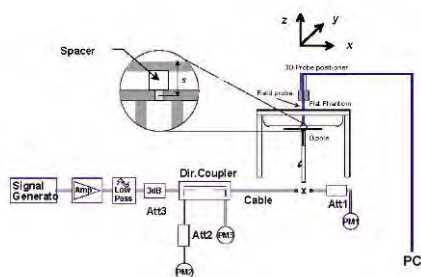 z
y
x
Spacer
s
3D Probe positioner
Field probe
Flat Phantom
Dipole
Signal
Generato
Amp
Low
Pass
3dB
Att3
Dir.Coupler
Cable
x
Att1
PM1
Att2
PM3
PM2
PC